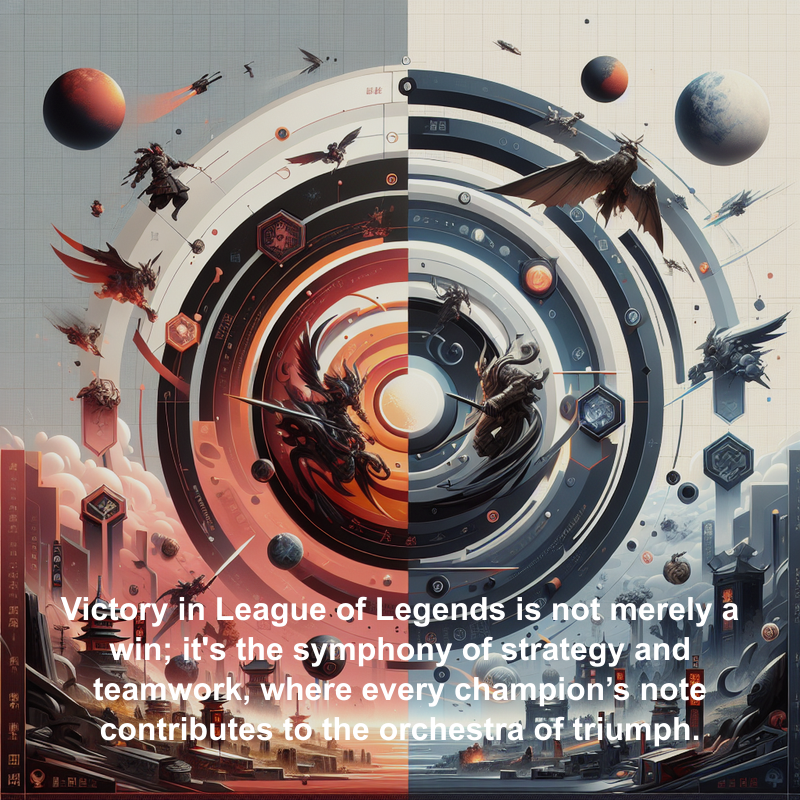 Victory in League of Legends is not merely a
win; it's the symphony of strategy and
teamwork, where every champion’s note
contributes to the orchestra of triumph.